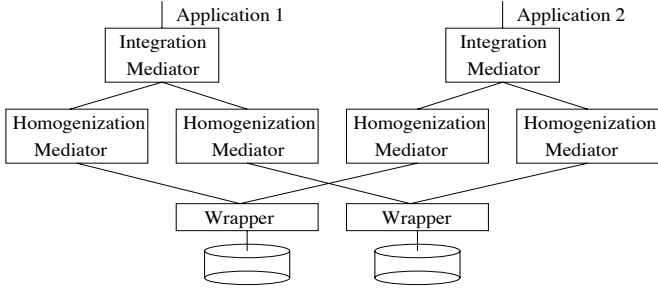 Application 1
Application 2
Integration
Mediator
Integration
Mediator
Homogenization
Mediator
Homogenization
Mediator
Homogenization
Mediator
Homogenization
Mediator
Wrapper
Wrapper